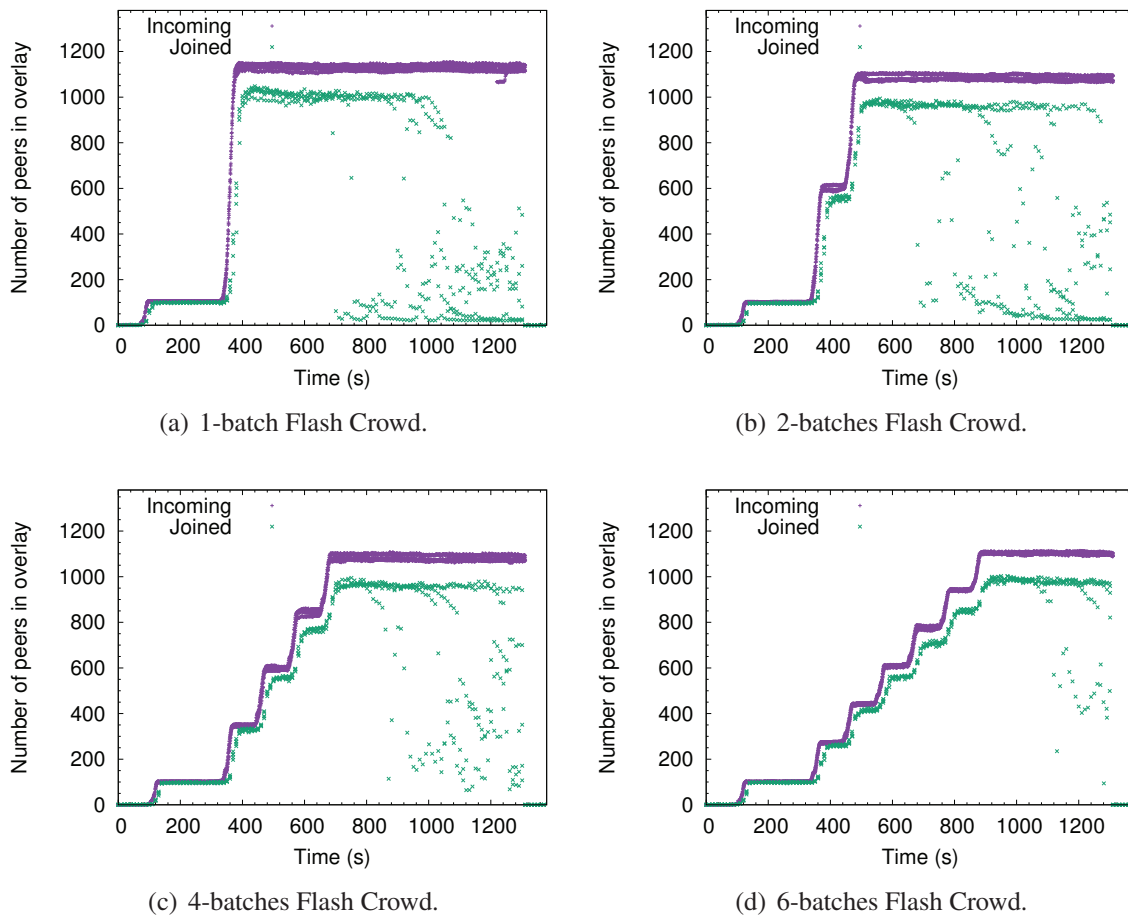 Incoming
Joined
Number of peers in overlay
1200
1000
800
600
400
200
0
0 200 400 600 800 1000 1200
Time (s)
(a) 1-batch Flash Crowd.
Incoming
Joined
Number of peers in overlay
1200
1000
800
600
400
200
0
0 200 400 600 800 1000 1200
Time (s)
(b) 2-batches Flash Crowd.
Incoming
Joined
Number of peers in overlay
1200
1000
800
600
400
200
0
0 200 400 600 800 1000 1200
Time (s)
(c) 4-batches Flash Crowd.
Incoming
Joined
Number of peers in overlay
1200
1000
800
600
400
200
0
0 200 400 600 800 1000 1200
Time (s)
(d) 6-batches Flash Crowd.